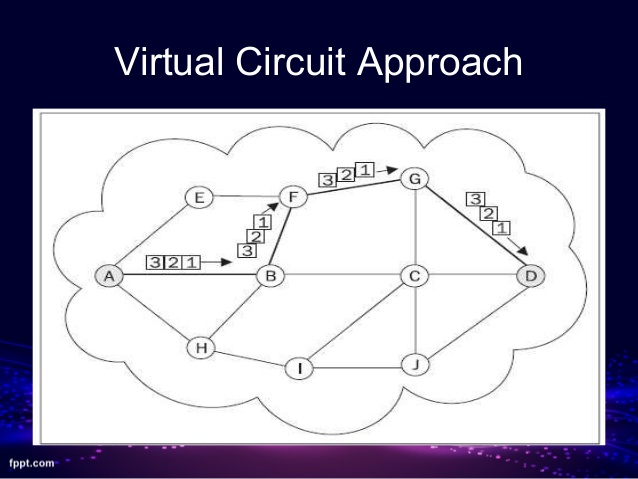 Virtual Circuit Approach
3 2 1
G
3
2
1
E
F
1
2
3
3 2 1
A
B
C
D
H
I
J
fppt.com